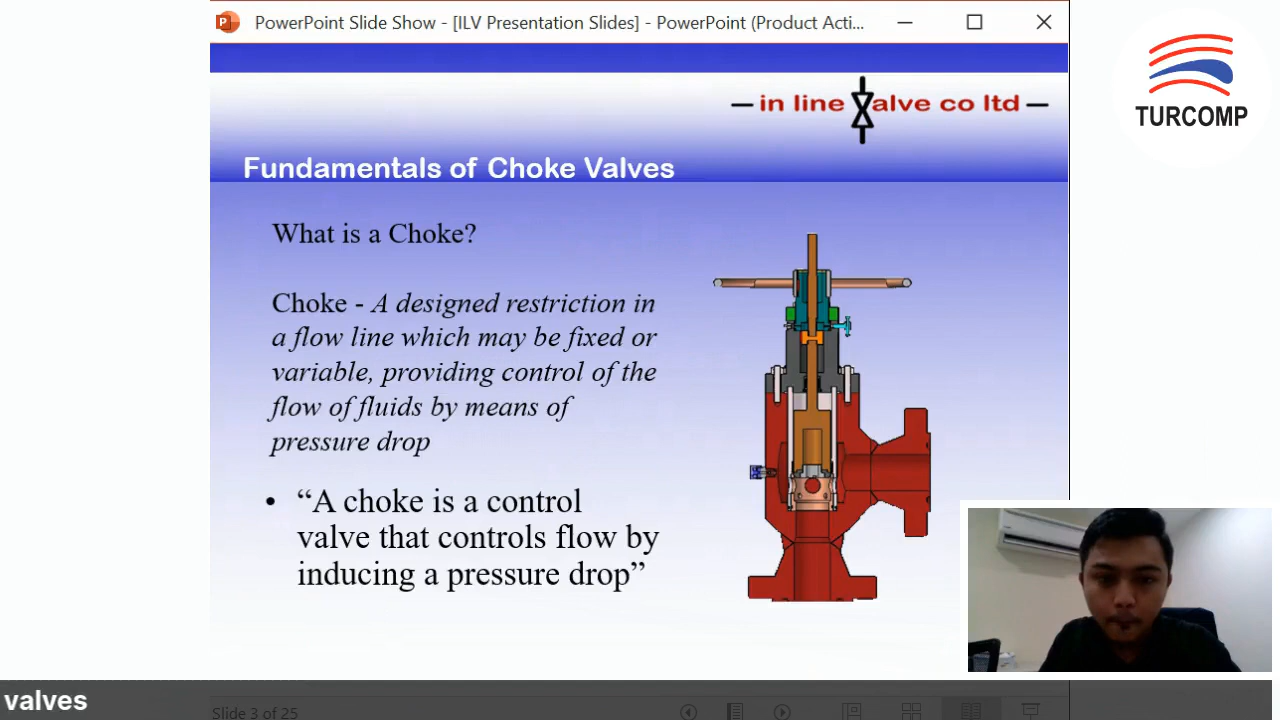 PowerPoint Slide Show - [ILV Presentation Slides] - PowerPoint (Product Acti...
in line valve co ltd
TURCOMP
Fundamentals of Choke Valves
What is a Choke?
Choke - A designed restriction in
a flow line which may be fixed or
variable, providing control of the
flow of fluids by means of
pressure drop
• “A choke is a control
valve that controls flow by
inducing a pressure drop”
valves
Slide 3 of 25